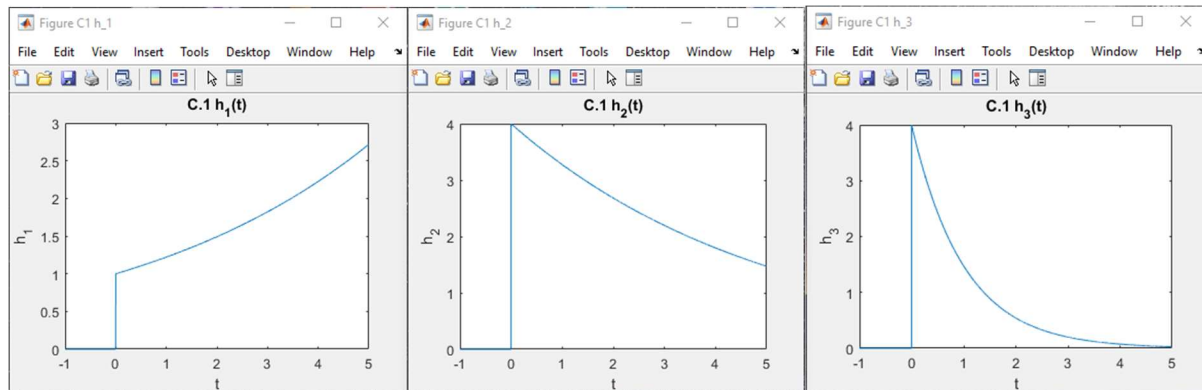 Figure C1 h_1
File Edit View Insert Tools Desktop Window Help
C.1 h1(t)
3
2.5
2
1.5
1
0.5
0
h1
-1 0 1 2 3 4 5
t
Figure C1 h_2
File Edit View Insert Tools Desktop Window Help
C.1 h2(t)
4
3
2
1
0
h2
-1 0 1 2 3 4 5
t
Figure C1 h_3
File Edit View Insert Tools Desktop Window Help
C.1 h3(t)
4
3
2
1
0
h3
-1 0 1 2 3 4 5
t